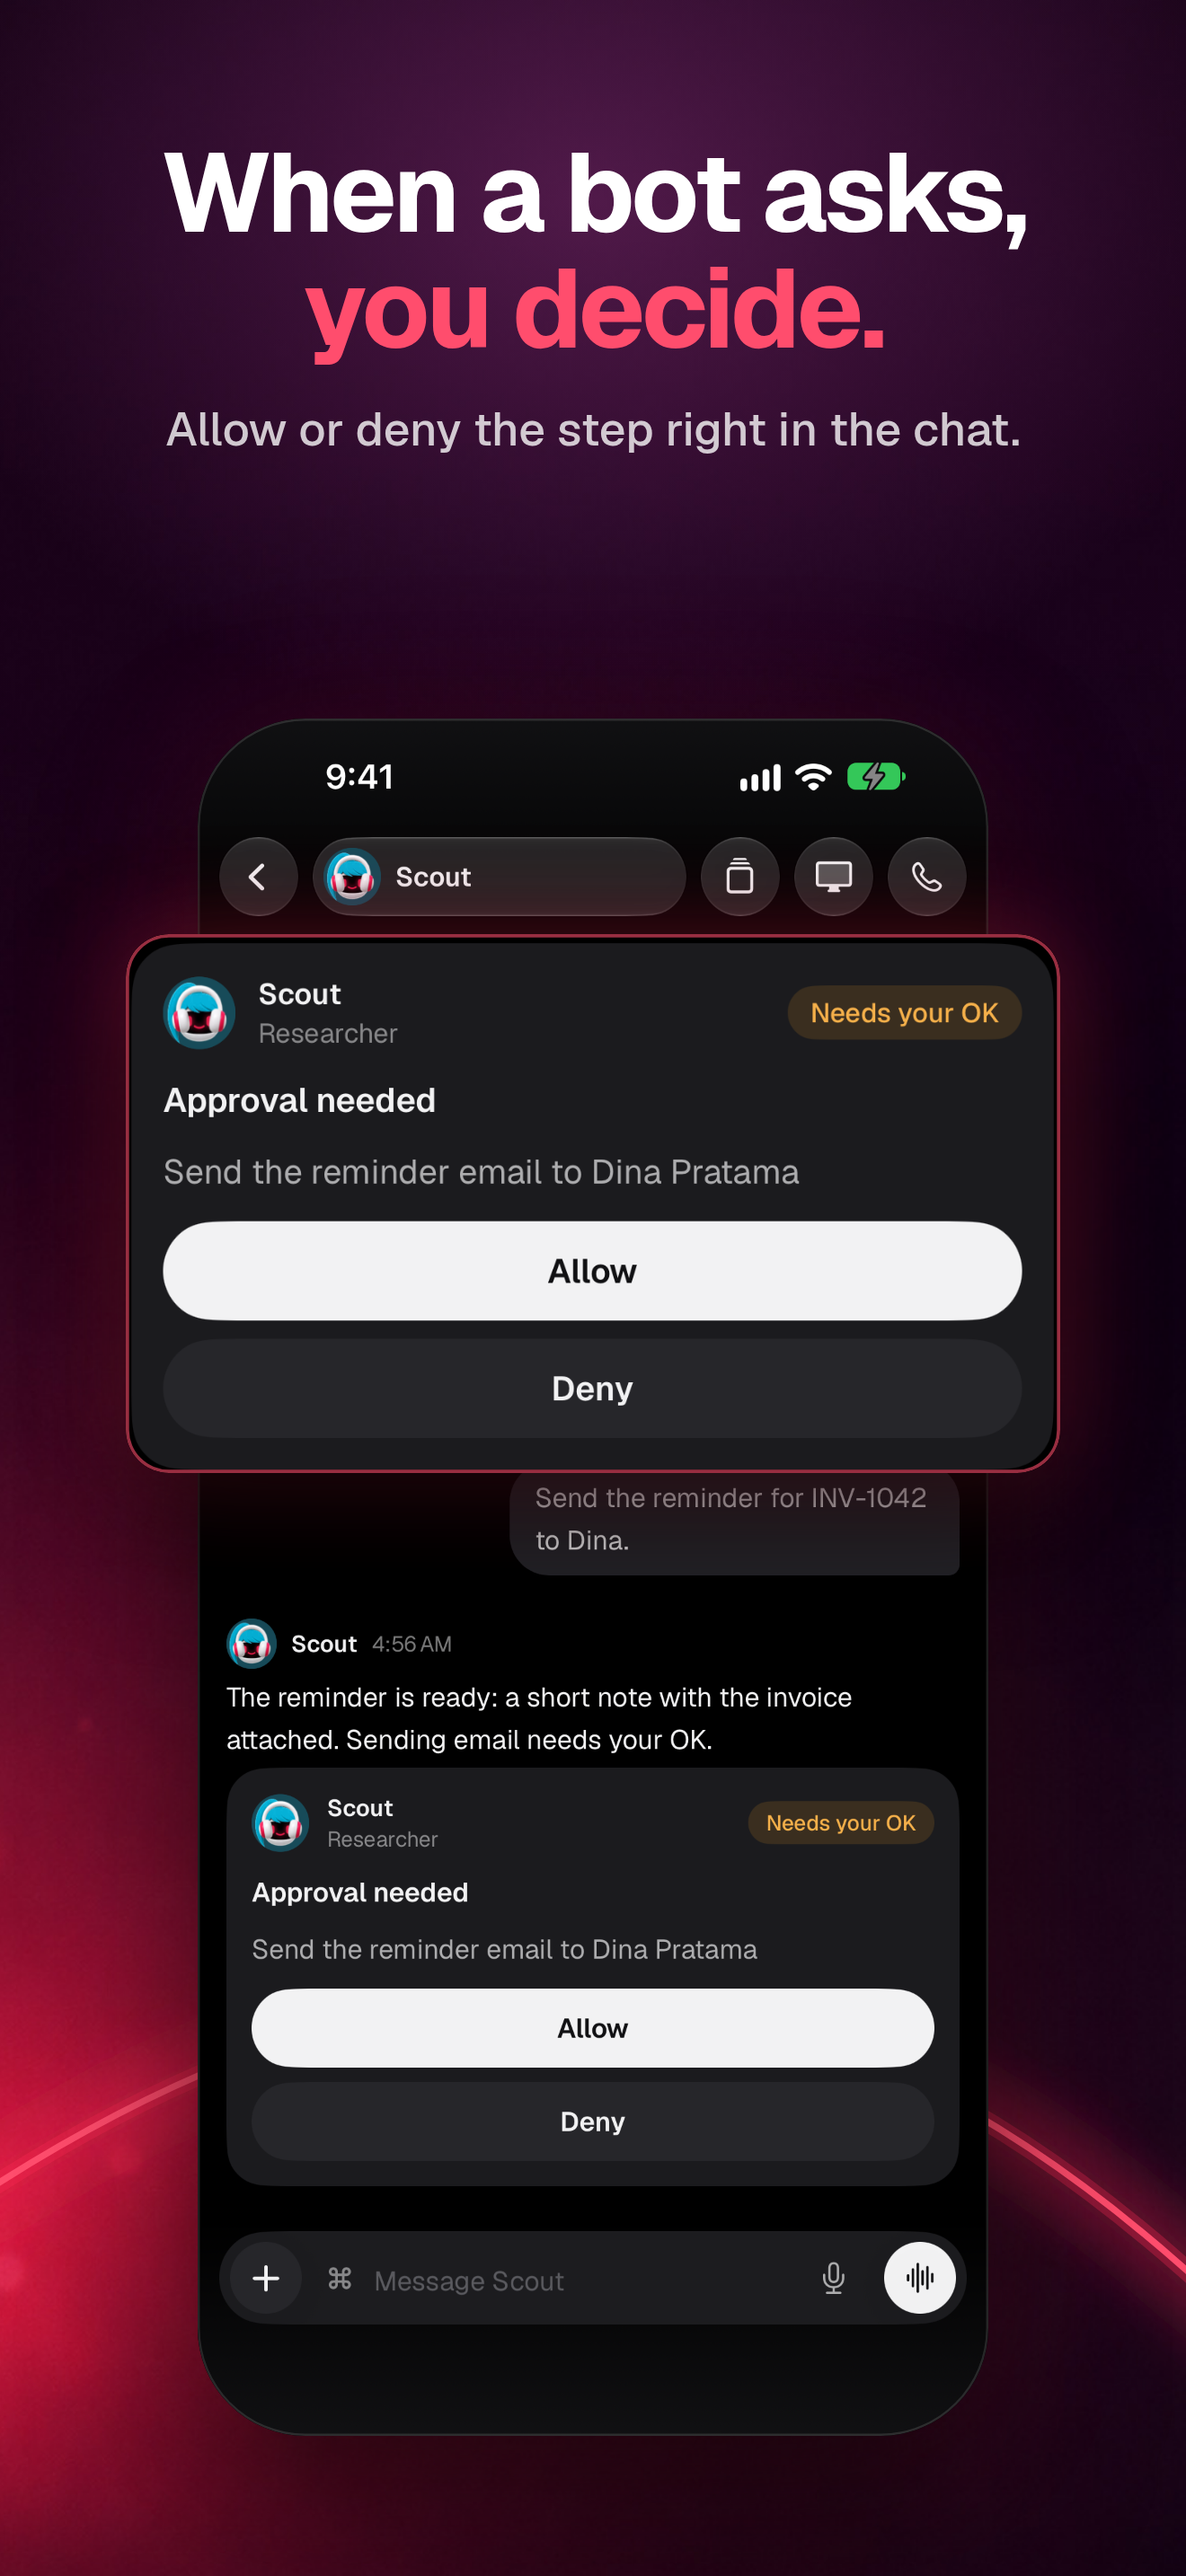 When a bot asks,
you decide.
Allow or deny the step right in the chat.
9:41
Scout
Scout
Researcher
Needs your OK
Approval needed
Send the reminder email to Dina Pratama
Allow
Deny
Send the reminder for INV-1042
to Dina.
Scout 4:56 AM
The reminder is ready: a short note with the invoice
attached. Sending email needs your OK.
Scout
Researcher
Needs your OK
Approval needed
Send the reminder email to Dina Pratama
Allow
Deny
Message Scout